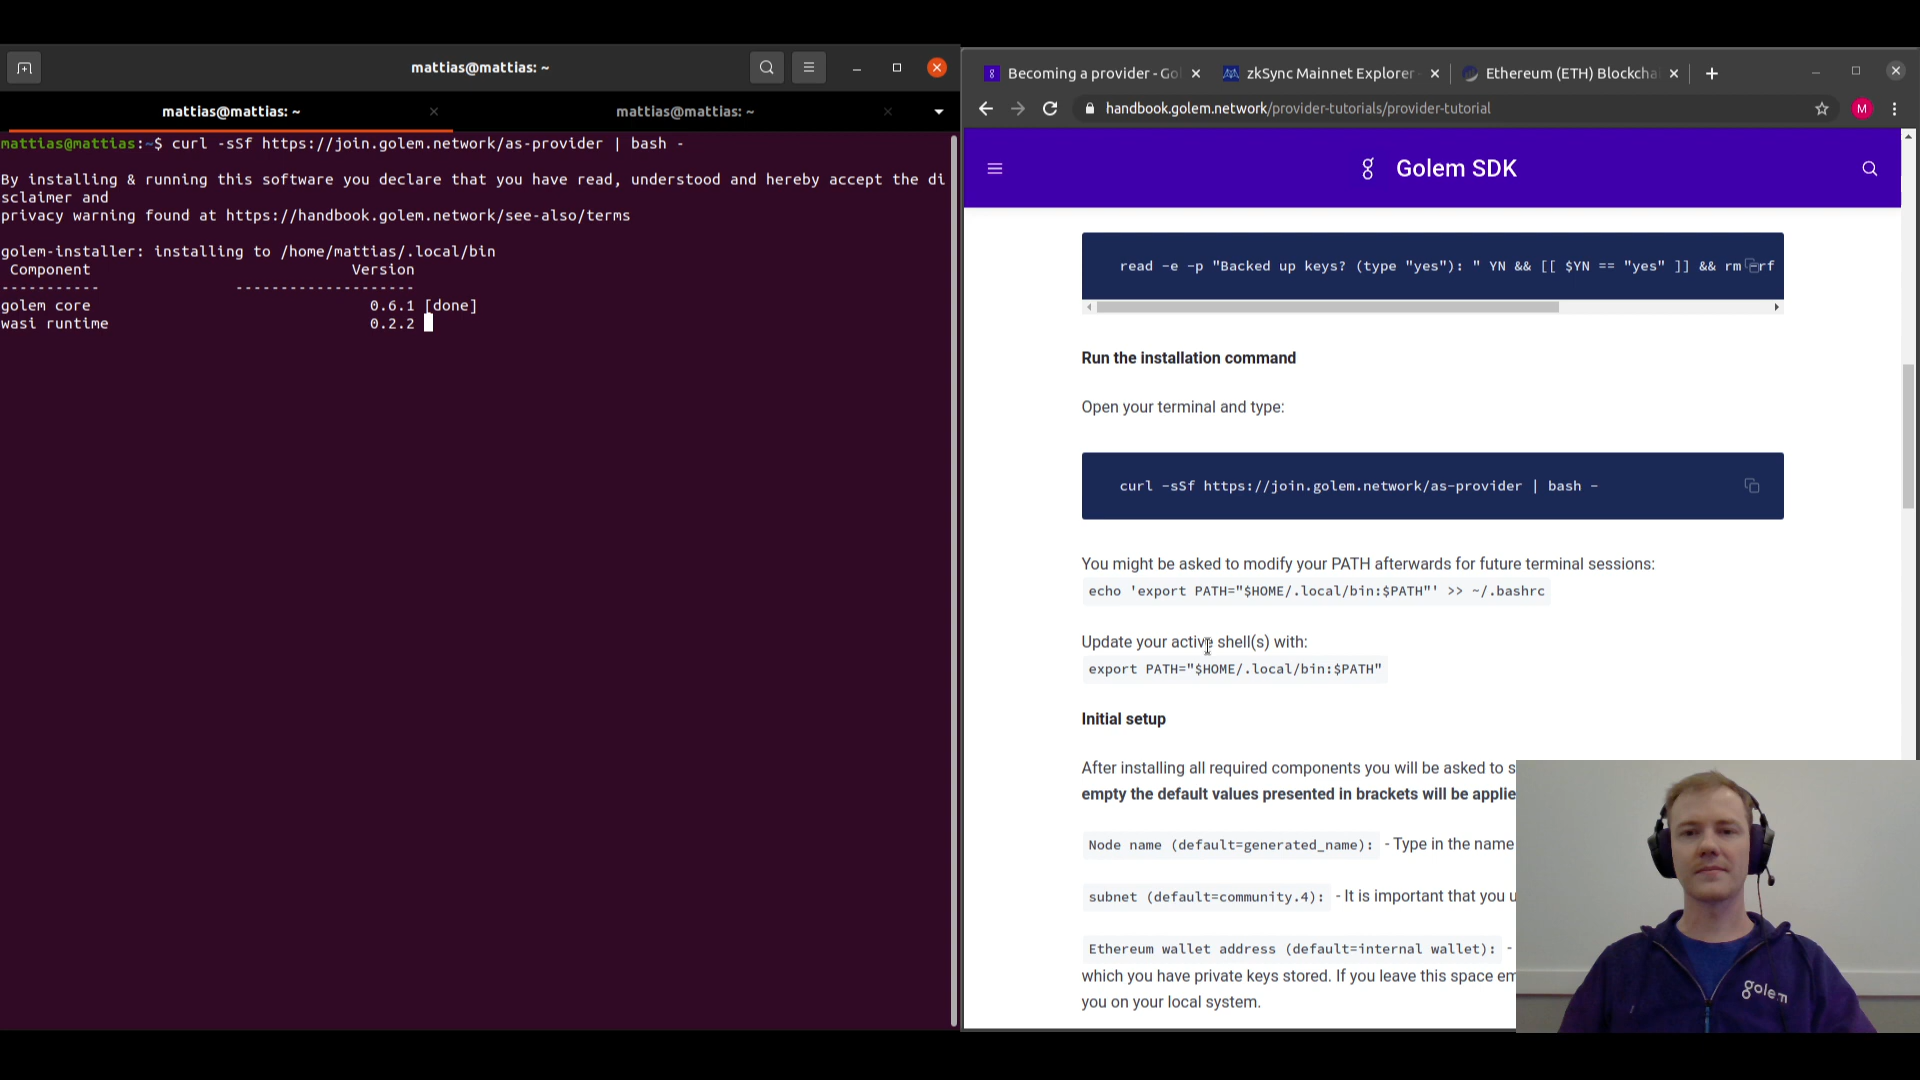 mattias@mattias: ~
mattias@mattias: ~
mattias@mattias: ~
mattias@mattias:~$ curl -sSf https://join.golem.network/as-provider | bash -
By installing & running this software you declare that you have read, understood and hereby accept the di
sclaimer and
privacy warning found at https://handbook.golem.network/see-also/terms
golem-installer: installing to /home/mattias/.local/bin
Component Version
----------- --------------------
golem core 0.6.1 [done]
wasi runtime 0.2.2
Becoming a provider - Go
zkSync Mainnet Explorer
Ethereum (ETH) Blockcha
handbook.golem.network/provider-tutorials/provider-tutorial
M
Golem SDK
read -e -p "Backed up keys? (type "yes"): " YN && [[ $YN == "yes" ]] && rm -rf
Run the installation command
Open your terminal and type:
curl -sSf https://join.golem.network/as-provider | bash -
You might be asked to modify your PATH afterwards for future terminal sessions:
echo 'export PATH="$HOME/.local/bin:$PATH"' >> ~/.bashrc
Update your active shell(s) with:
export PATH="$HOME/.local/bin:$PATH"
Initial setup
After installing all required components you will be asked to s
empty the default values presented in brackets will be applie
Node name (default=generated_name): - Type in the name
subnet (default=community.4): - It is important that you u
Ethereum wallet address (default=internal wallet): -
which you have private keys stored. If you leave this space em
you on your local system.
golem